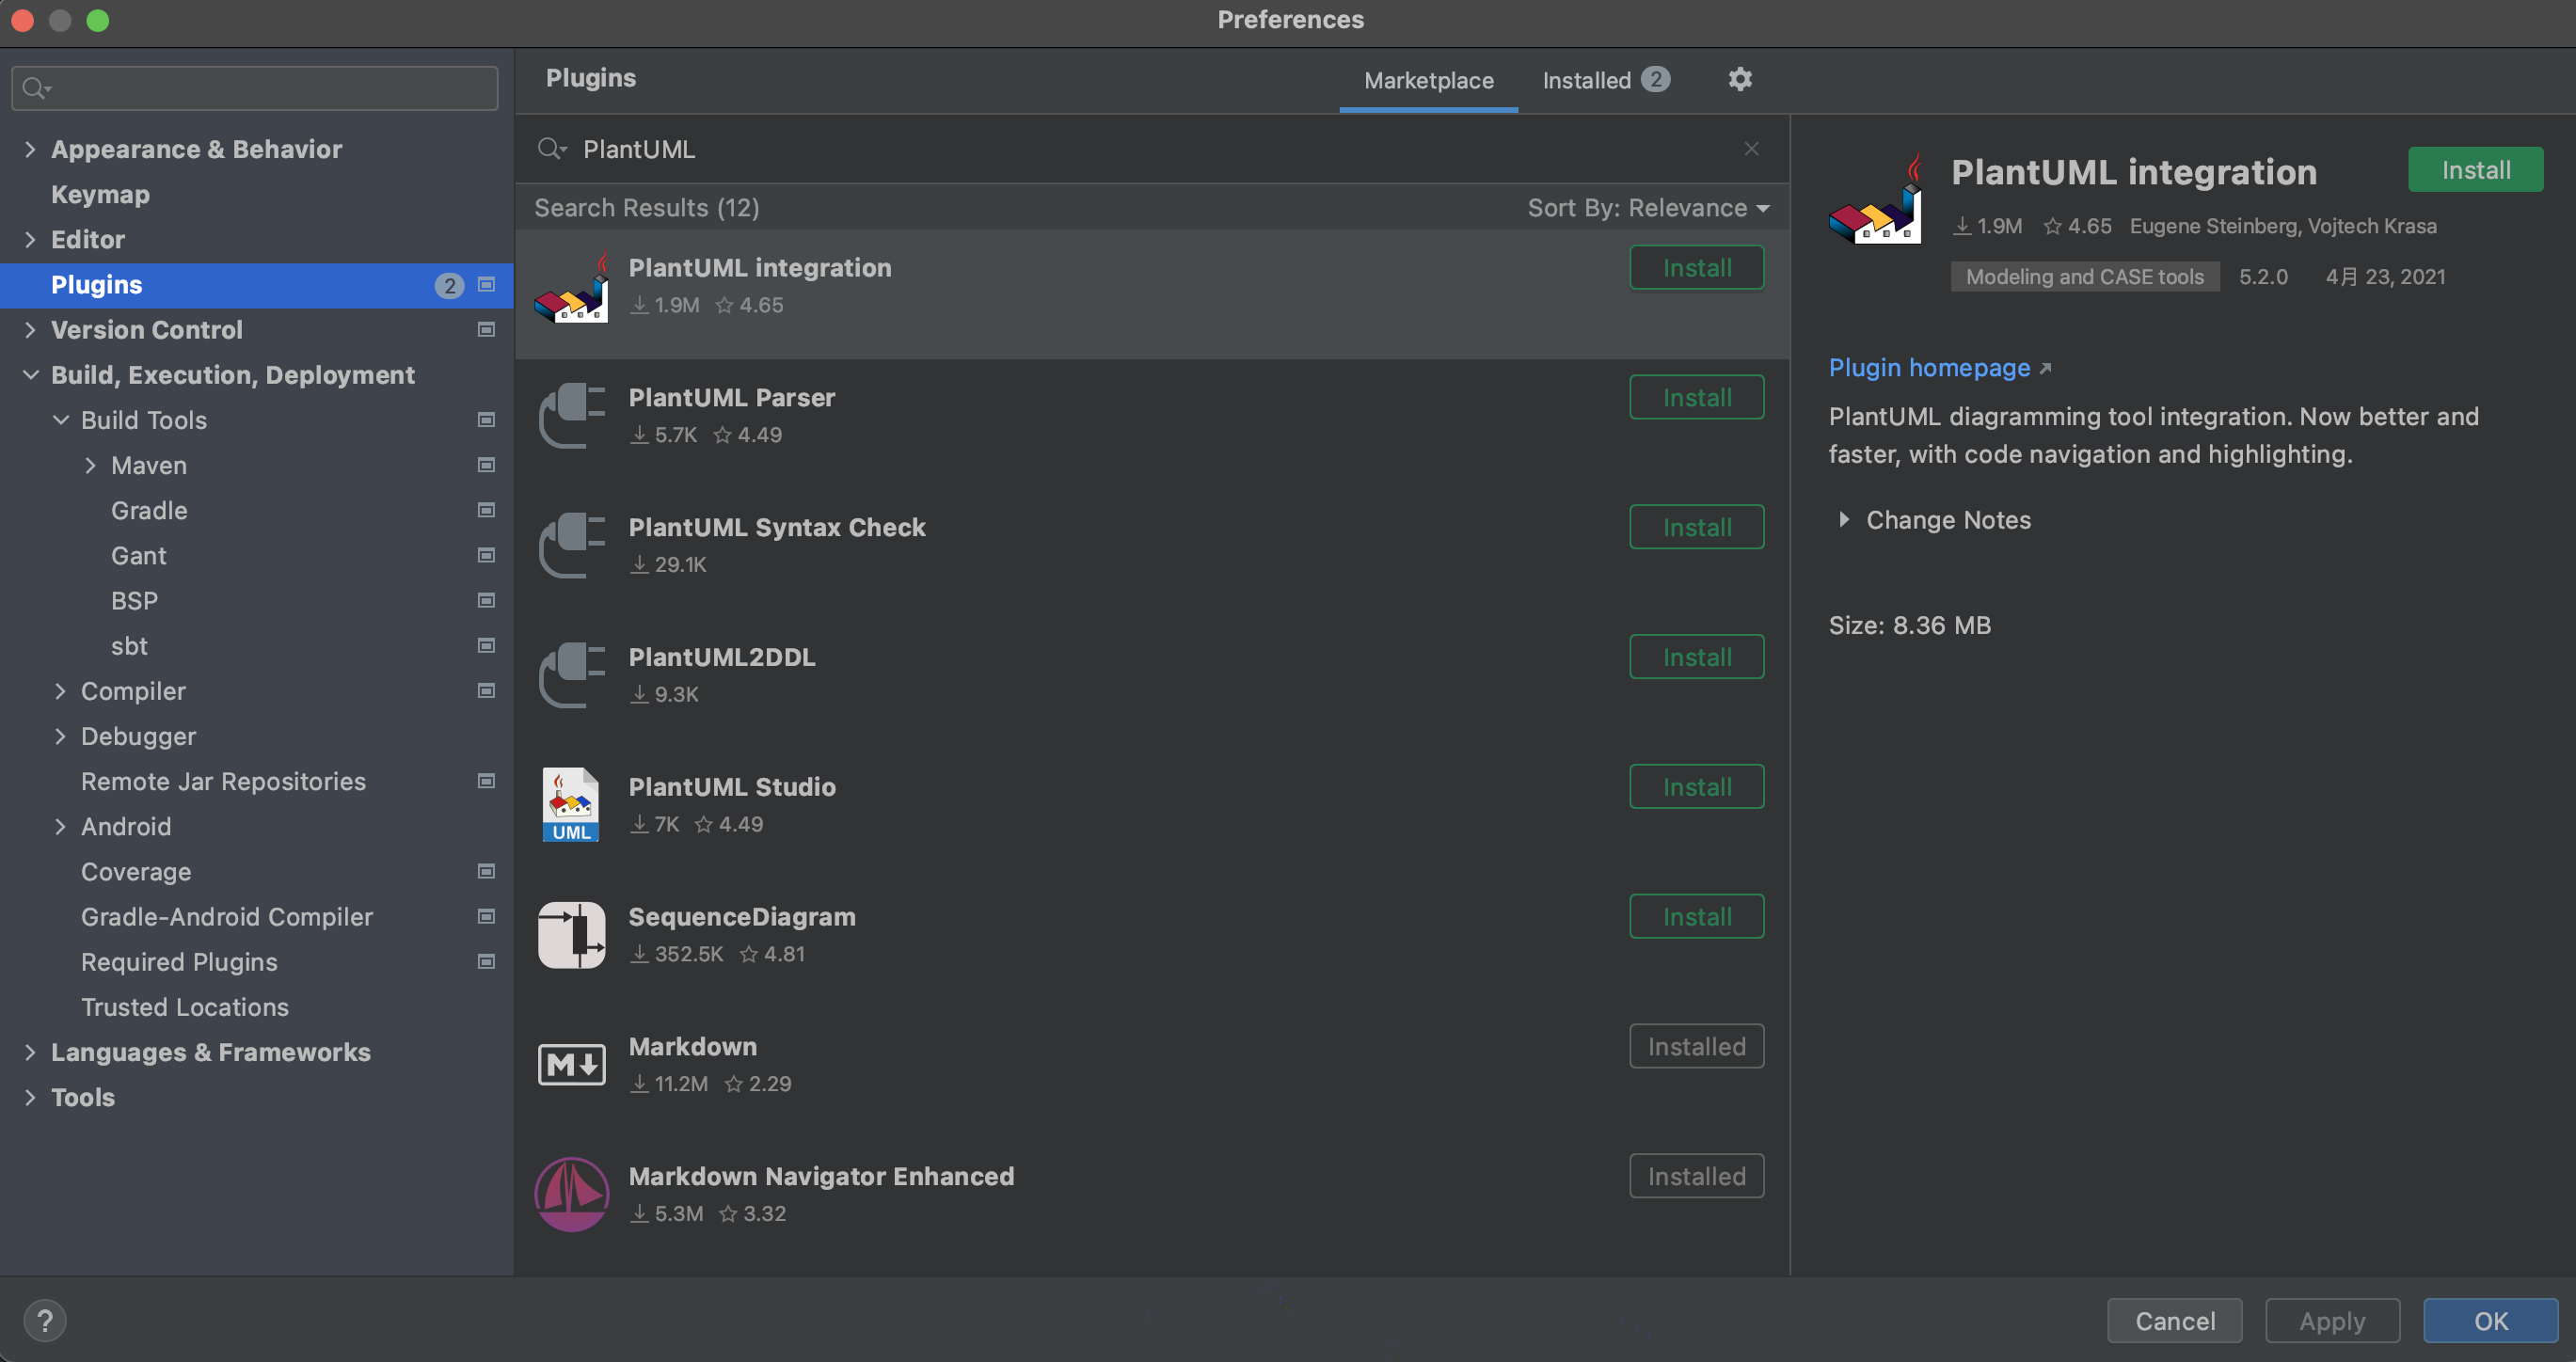 Preferences
Appearance & Behavior
Keymap
Editor
Plugins 2
Version Control
Build, Execution, Deployment
Build Tools
Maven
Gradle
Gant
BSP
sbt
Compiler
Debugger
Remote Jar Repositories
Android
Coverage
Gradle-Android Compiler
Required Plugins
Trusted Locations
Languages & Frameworks
Tools
Plugins Marketplace Installed 2
PlantUML
Search Results (12) Sort By: Relevance
PlantUML integration Install
1.9M 4.65
PlantUML Parser Install
5.7K 4.49
PlantUML Syntax Check Install
29.1K
PlantUML2DDL Install
9.3K
PlantUML Studio Install
7K 4.49
UML
SequenceDiagram Install
352.5K 4.81
Markdown Installed
11.2M 2.29
M
Markdown Navigator Enhanced Installed
5.3M 3.32
PlantUML integration Install
1.9M 4.65 Eugene Steinberg, Vojtech Krasa
Modeling and CASE tools 5.2.0 4月 23, 2021
Plugin homepage
PlantUML diagramming tool integration. Now better and
faster, with code navigation and highlighting.
Change Notes
Size: 8.36 MB
? Cancel Apply OK